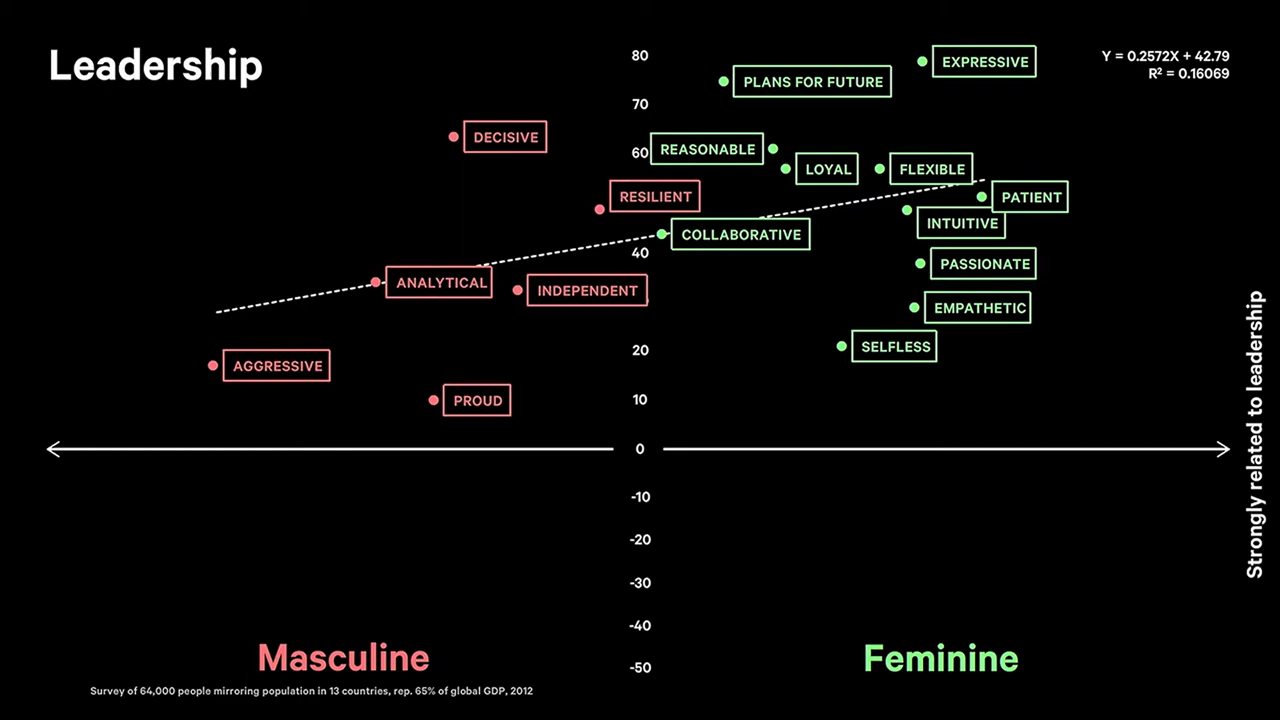 Leadership
80
EXPRESSIVE
Y = 0.2572X + 42.79
R² = 0.16069
PLANS FOR FUTURE
70
DECISIVE
60
REASONABLE
LOYAL
FLEXIBLE
RESILIENT
PATIENT
INTUITIVE
COLLABORATIVE
40
PASSIONATE
ANALYTICAL
INDEPENDENT
EMPATHETIC
SELFLESS
20
AGGRESSIVE
10
PROUD
0
-10
-20
-30
-40
-50
Strongly related to leadership
Masculine
Feminine
Survey of 64,000 people mirroring population in 13 countries, rep. 65% of global GDP, 2012